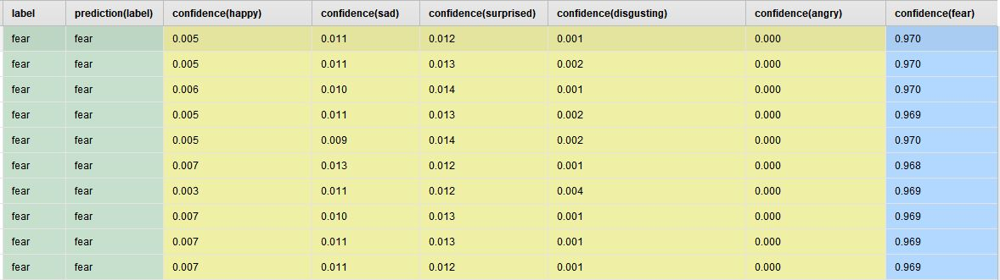 label prediction(label) confidence(happy) confidence(sad) confidence(surprised) confidence(disgusting) confidence(angry) confidence(fear)
fear fear 0.005 0.011 0.012 0.001 0.000 0.970
fear fear 0.005 0.011 0.013 0.002 0.000 0.970
fear fear 0.006 0.010 0.014 0.001 0.000 0.970
fear fear 0.005 0.011 0.013 0.002 0.000 0.969
fear fear 0.005 0.009 0.014 0.002 0.000 0.970
fear fear 0.007 0.013 0.012 0.001 0.000 0.968
fear fear 0.003 0.011 0.012 0.004 0.000 0.969
fear fear 0.007 0.010 0.013 0.001 0.000 0.969
fear fear 0.007 0.011 0.013 0.001 0.000 0.969
fear fear 0.007 0.011 0.012 0.001 0.000 0.969